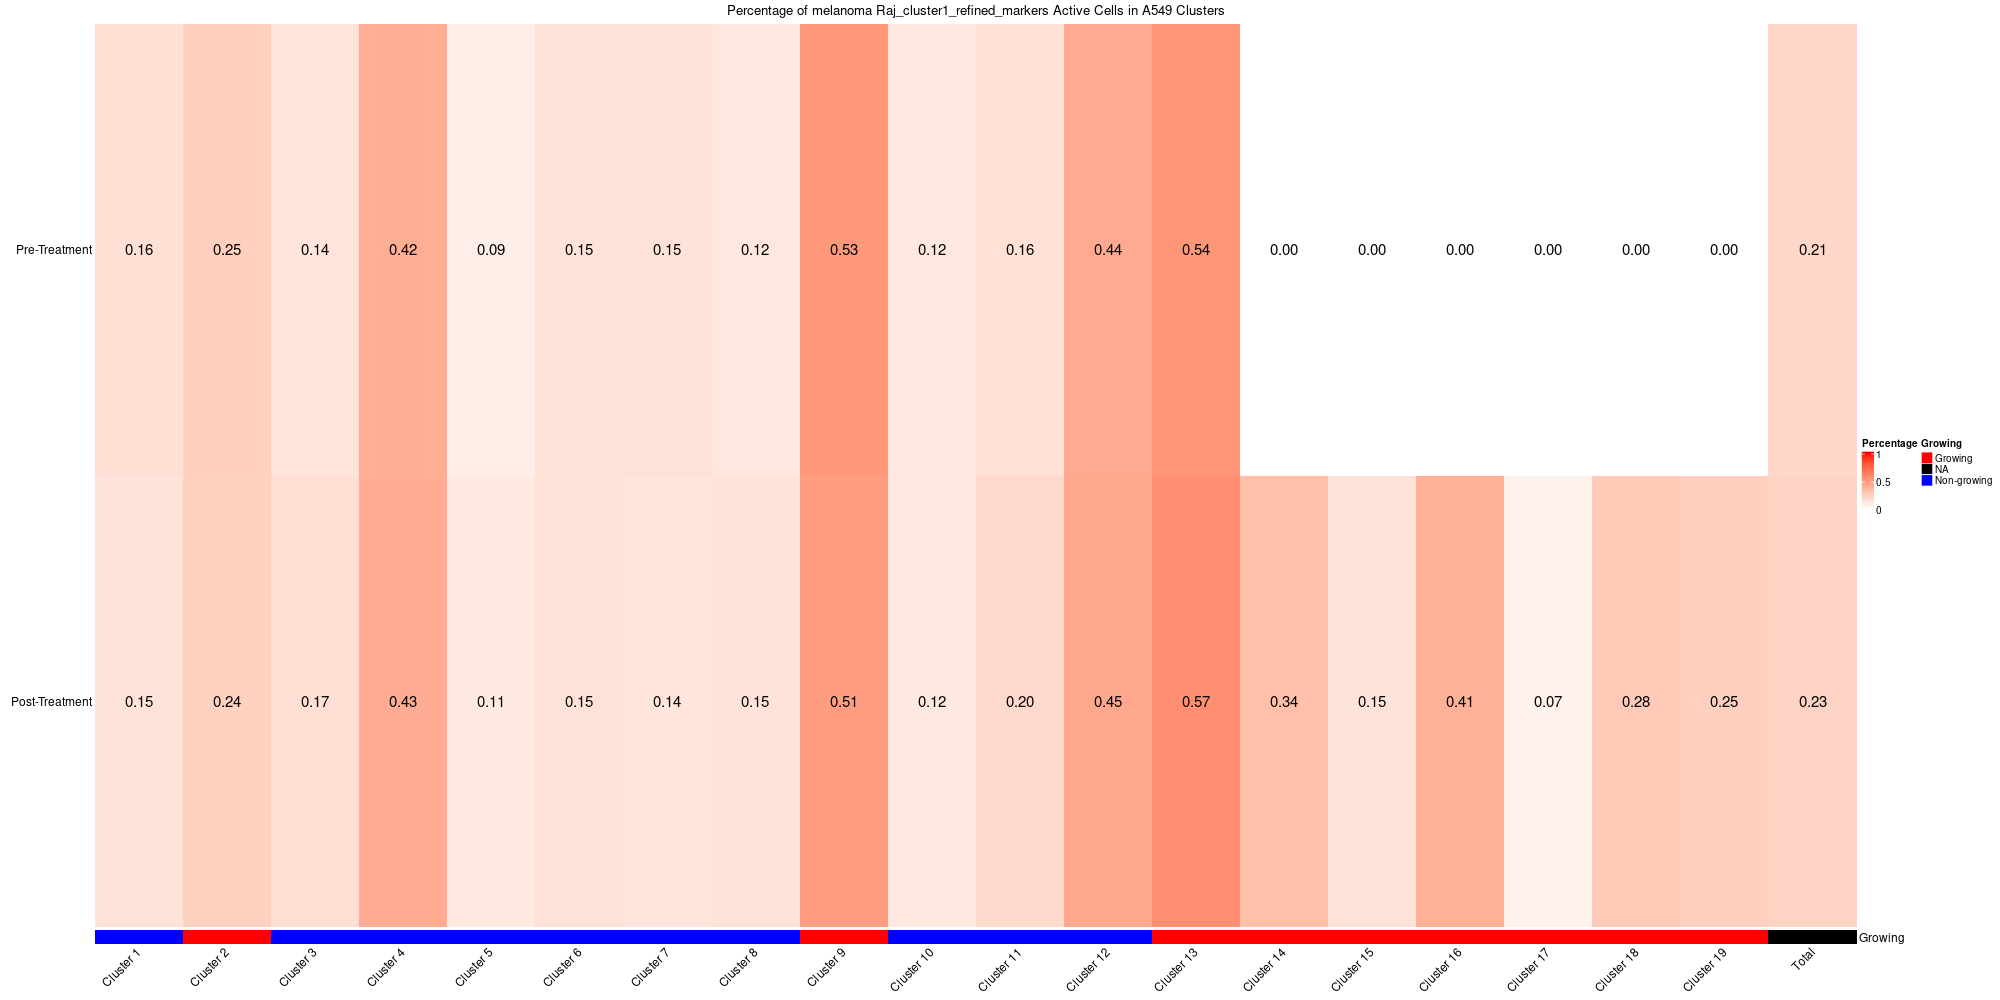 Percentage of melanoma Raj_cluster1_refined_markers Active Cells in A549 Clusters
Pre-Treatment 0.16 0.25 0.14 0.42 0.09 0.15 0.15 0.12 0.53 0.12 0.16 0.44 0.54 0.00 0.00 0.00 0.00 0.00 0.00 0.21
Percentage Growing
1 Growing
NA
0.5 Non-growing
0
Post-Treatment 0.15 0.24 0.17 0.43 0.11 0.15 0.14 0.15 0.51 0.12 0.20 0.45 0.57 0.34 0.15 0.41 0.07 0.28 0.25 0.23
Growing
Cluster 1 Cluster 2 Cluster 3 Cluster 4 Cluster 5 Cluster 6 Cluster 7 Cluster 8 Cluster 9 Cluster 10 Cluster 11 Cluster 12 Cluster 13 Cluster 14 Cluster 15 Cluster 16 Cluster 17 Cluster 18 Cluster 19 Total